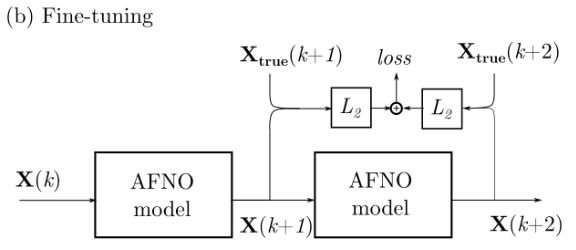 (b) Fine-tuning
X_true(k+1)
loss
X_true(k+2)
L_2
L_2
X(k)
AFNO
model
AFNO
model
X(k+1)
X(k+2)